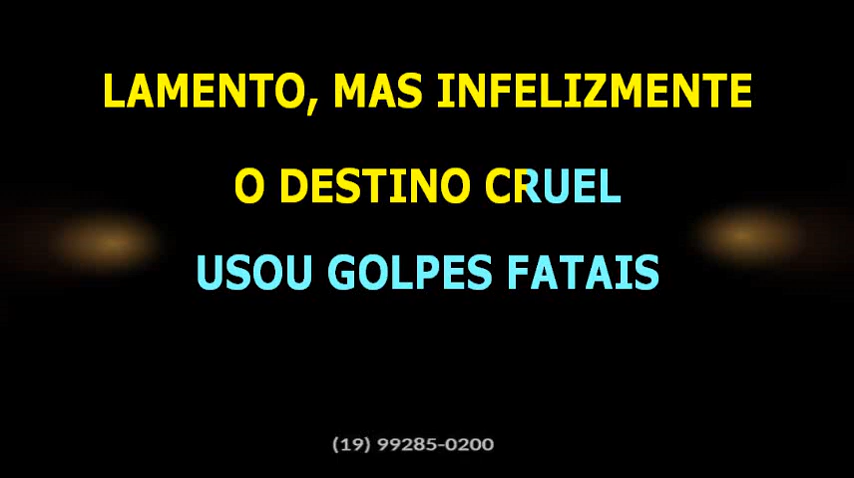 LAMENTO, MAS INFELIZMENTE
O DESTINO CRUEL
USOU GOLPES FATAIS
(19) 99285-0200